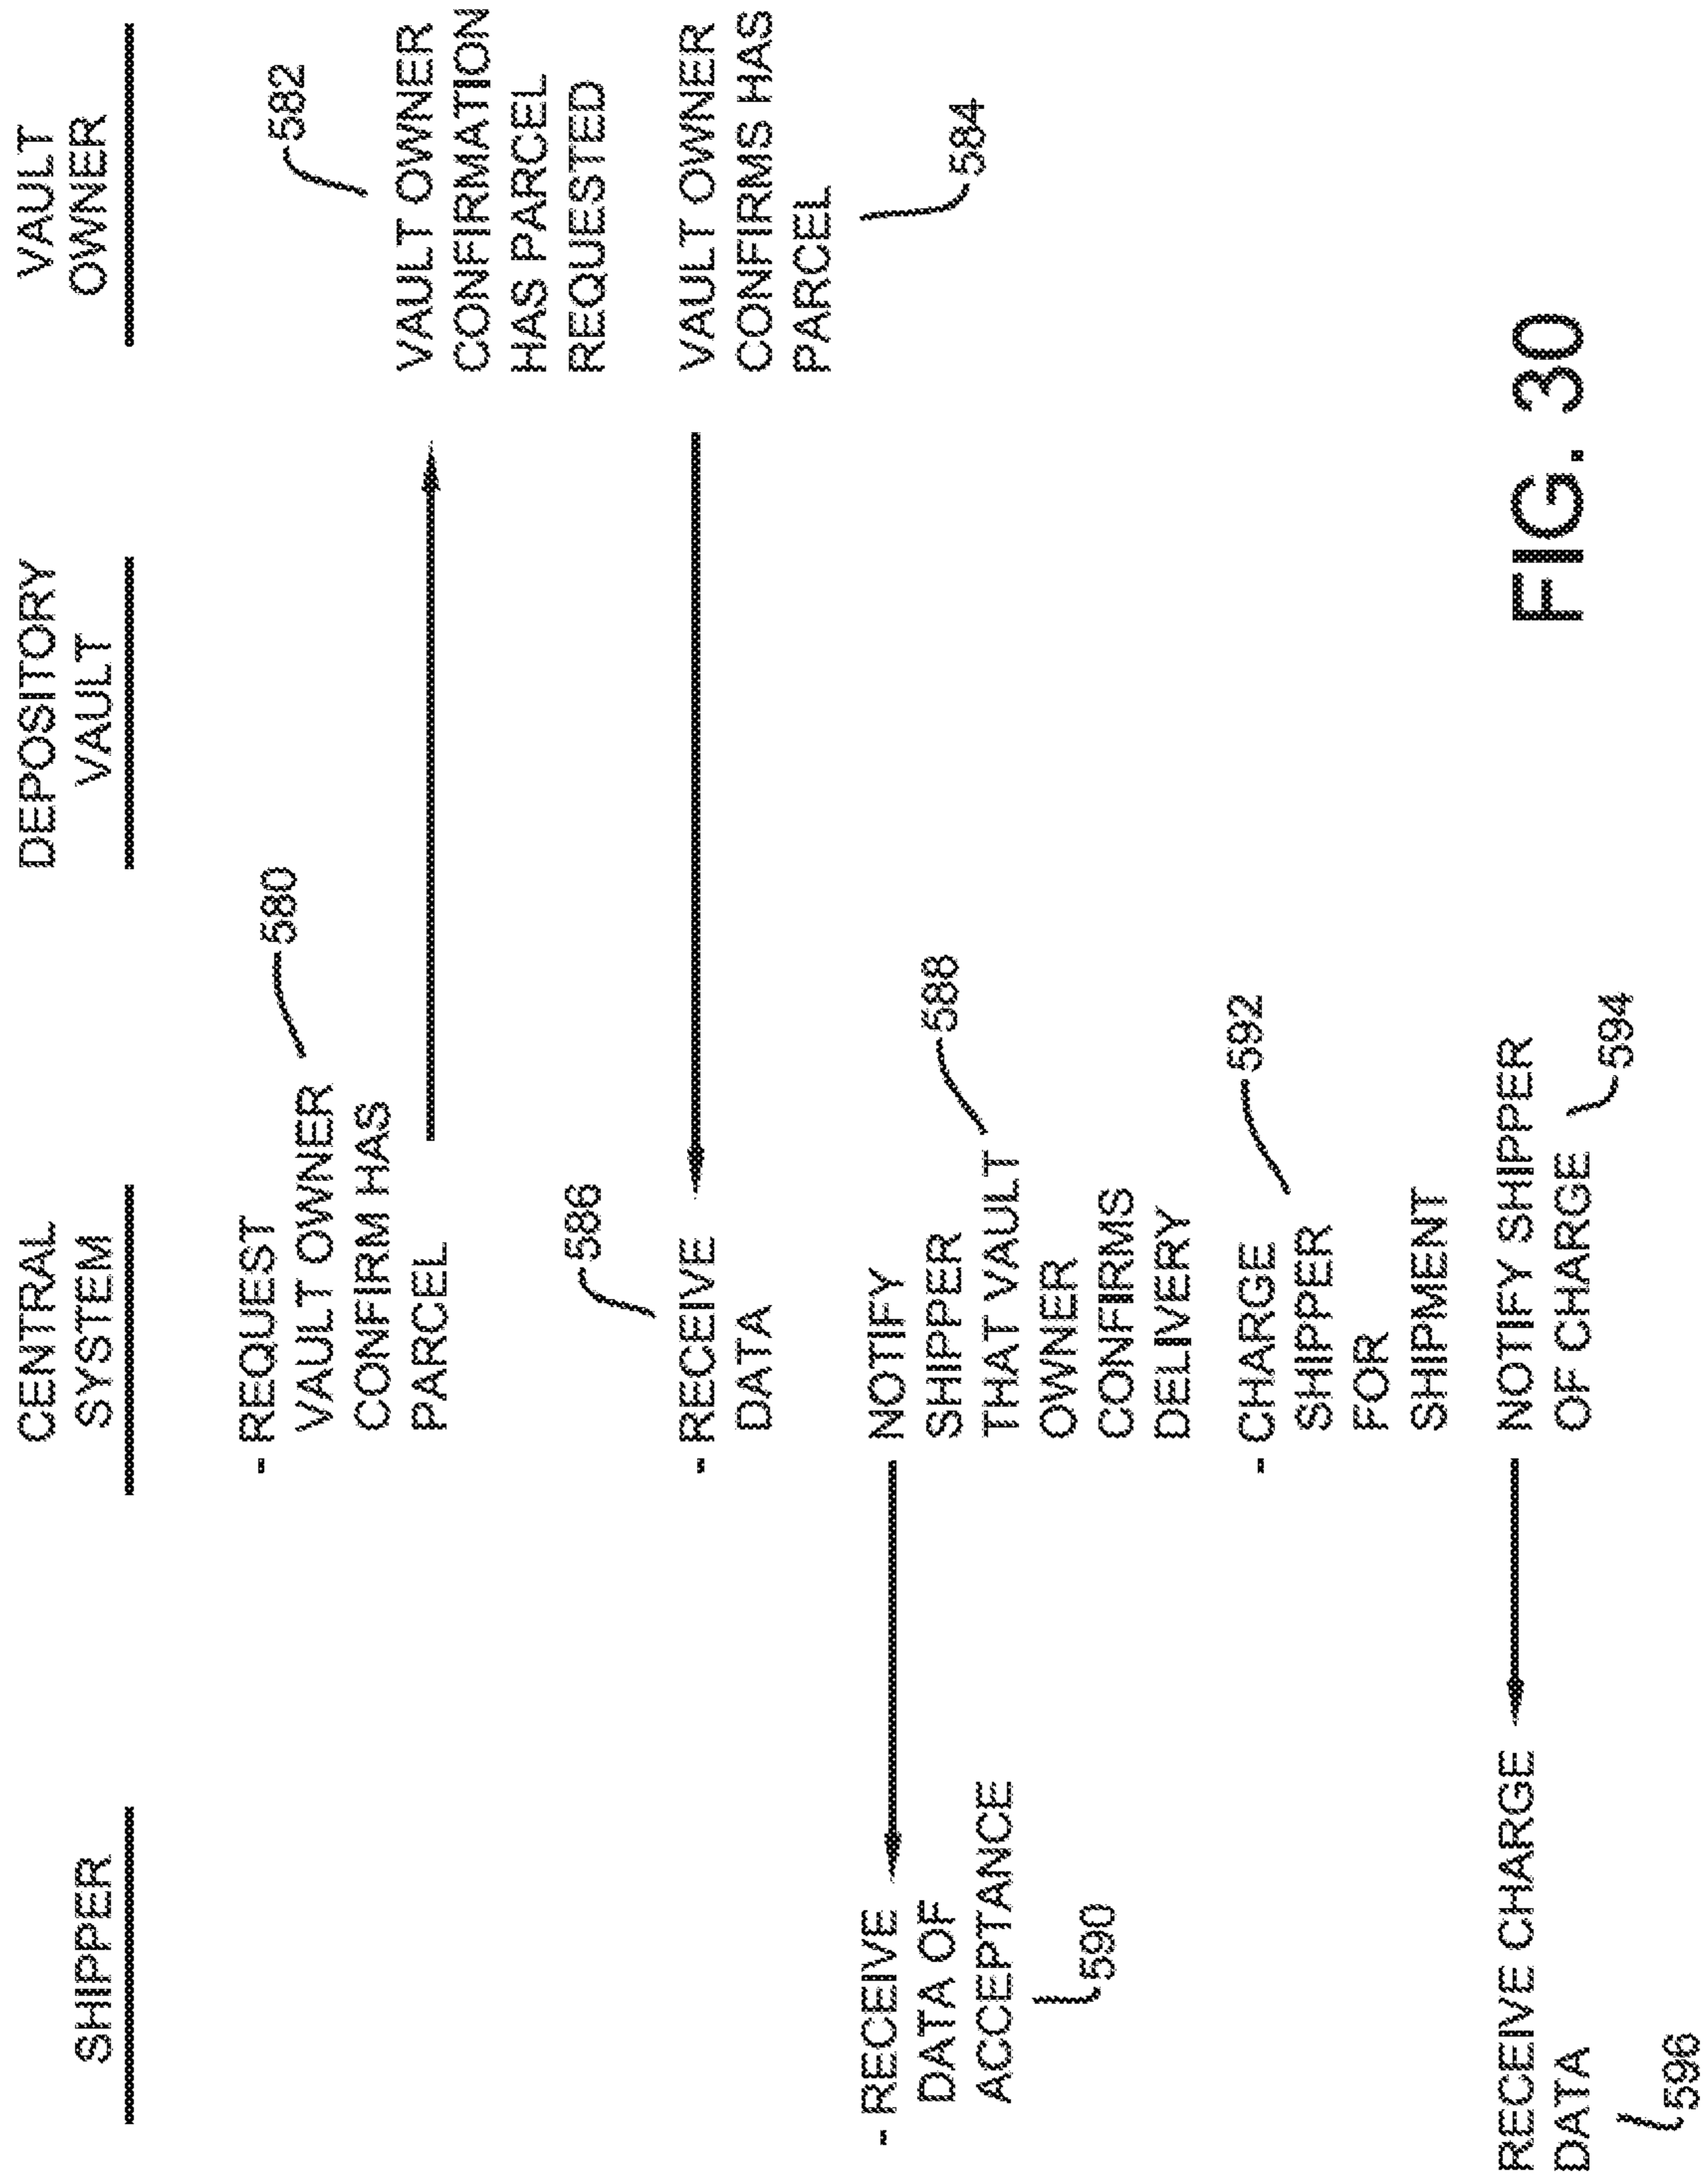 SHIPPER
CENTRAL
SYSTEM
DEPOSITORY
VAULT
VAULT
OWNER
- REQUEST
VAULT OWNER
CONFIRM HAS
PARCEL
580
582
VAULT OWNER
CONFIRMATION
HAS PARCEL
REQUESTED
586
- RECEIVE
DATA
VAULT OWNER
CONFIRMS HAS
PARCEL
584
- RECEIVE
DATA OF
ACCEPTANCE
590
NOTIFY
SHIPPER
THAT VAULT
OWNER
CONFIRMS
DELIVERY
588
- CHARGE
SHIPPER
FOR
SHIPMENT
592
RECEIVE CHARGE
DATA
596
NOTIFY SHIPPER
OF CHARGE
594
FIG. 30